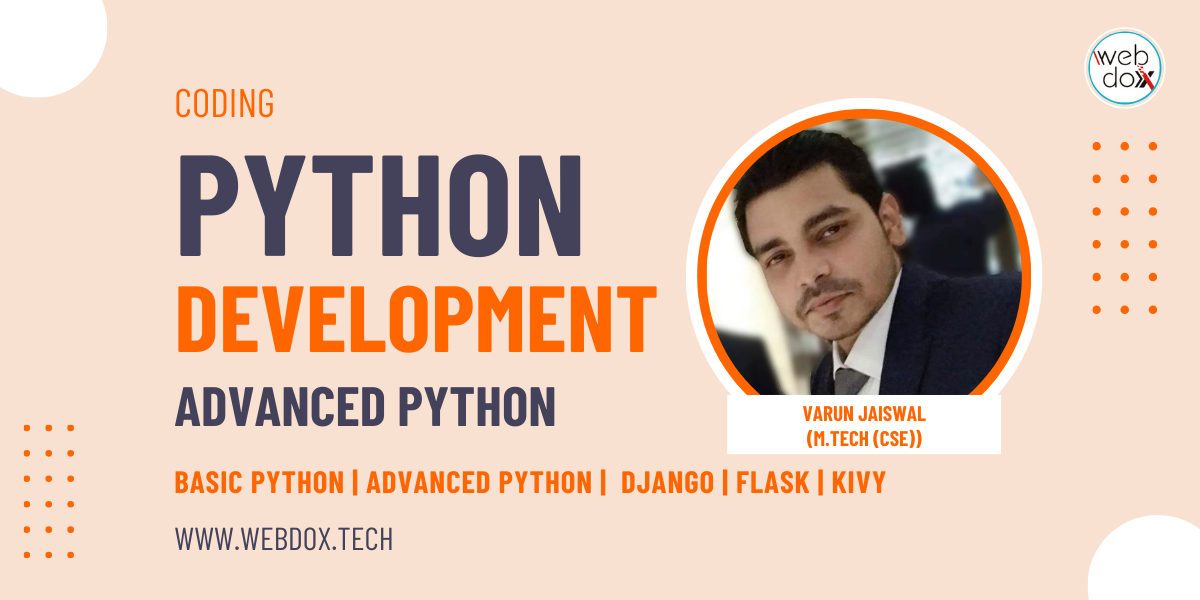 web
dox
CODING
PYTHON
DEVELOPMENT
ADVANCED PYTHON
VARUN JAISWAL
(M.TECH (CSE))
BASIC PYTHON | ADVANCED PYTHON | DJANGO | FLASK | KIVY
WWW.WEBDOX.TECH